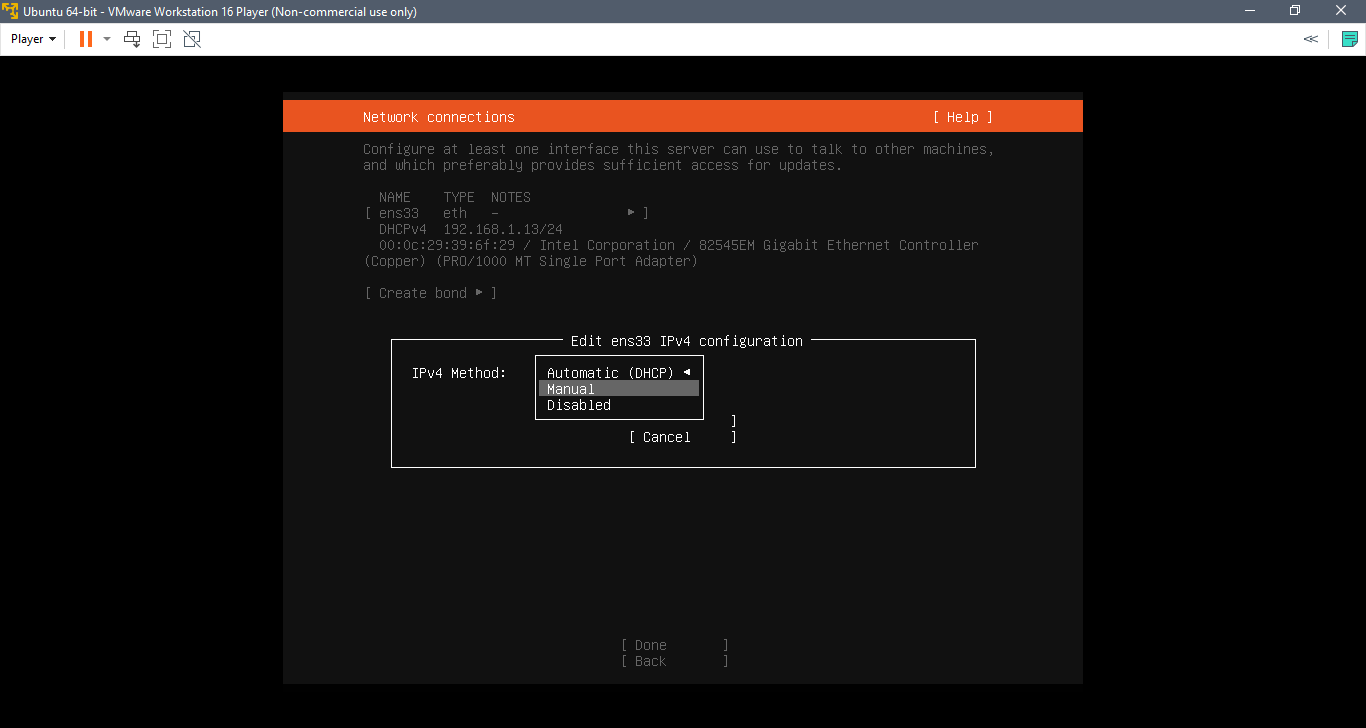 Ubuntu 64-bit - VMware Workstation 16 Player (Non-commercial use only)
Player
Network connections [ Help ]
Configure at least one interface this server can use to talk to other machines,
and which preferably provides sufficient access for updates.
NAME TYPE NOTES
[ ens33 eth – ▸ ]
DHCPv4 192.168.1.13/24
00:0c:29:39:6f:29 / Intel Corporation / 82545EM Gigabit Ethernet Controller
(Copper) (PRO/1000 MT Single Port Adapter)
[ Create bond ▸ ]
Edit ens33 IPv4 configuration
IPv4 Method: Automatic (DHCP) ◂
Manual
Disabled
]
[ Cancel ]
[ Done ]
[ Back ]